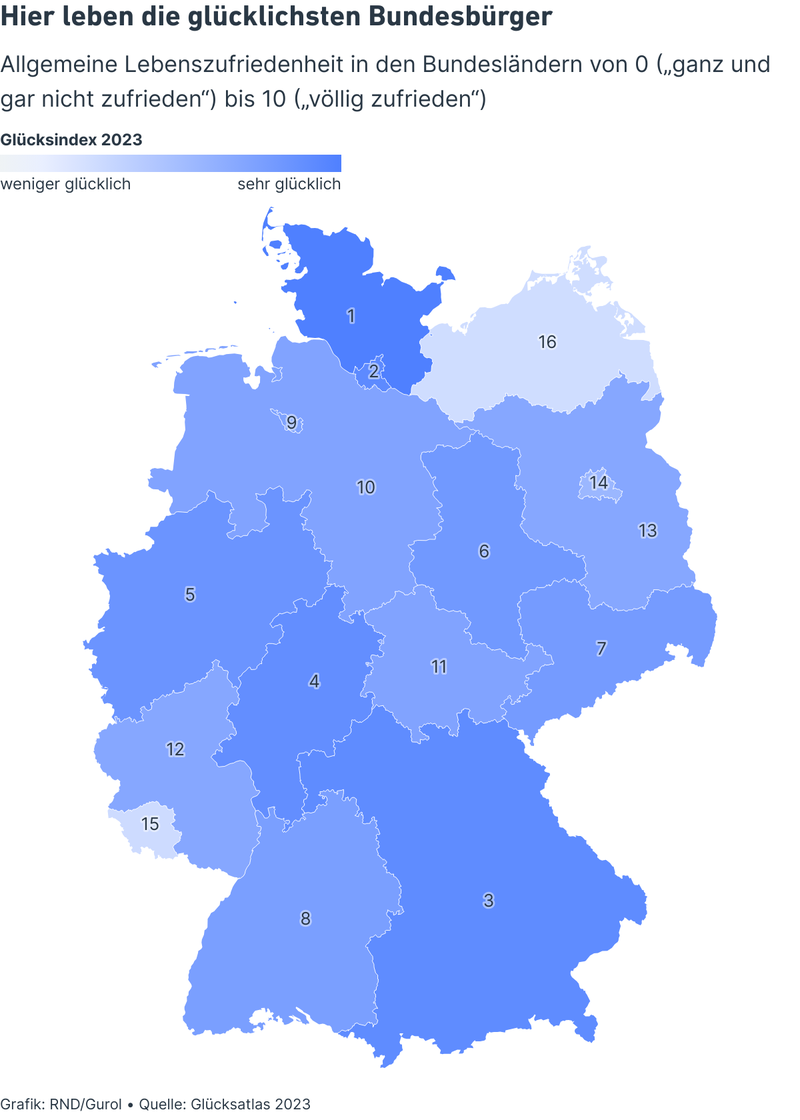 Hier leben die glücklichsten Bundesbürger
Allgemeine Lebenszufriedenheit in den Bundesländern von 0 („ganz und
gar nicht zufrieden“) bis 10 („völlig zufrieden“)
Glücksindex 2023
weniger glücklich sehr glücklich
1
16
2
9
14
10
13
6
5
7
11
4
12
15
3
8
Grafik: RND/Gurol • Quelle: Glücksatlas 2023